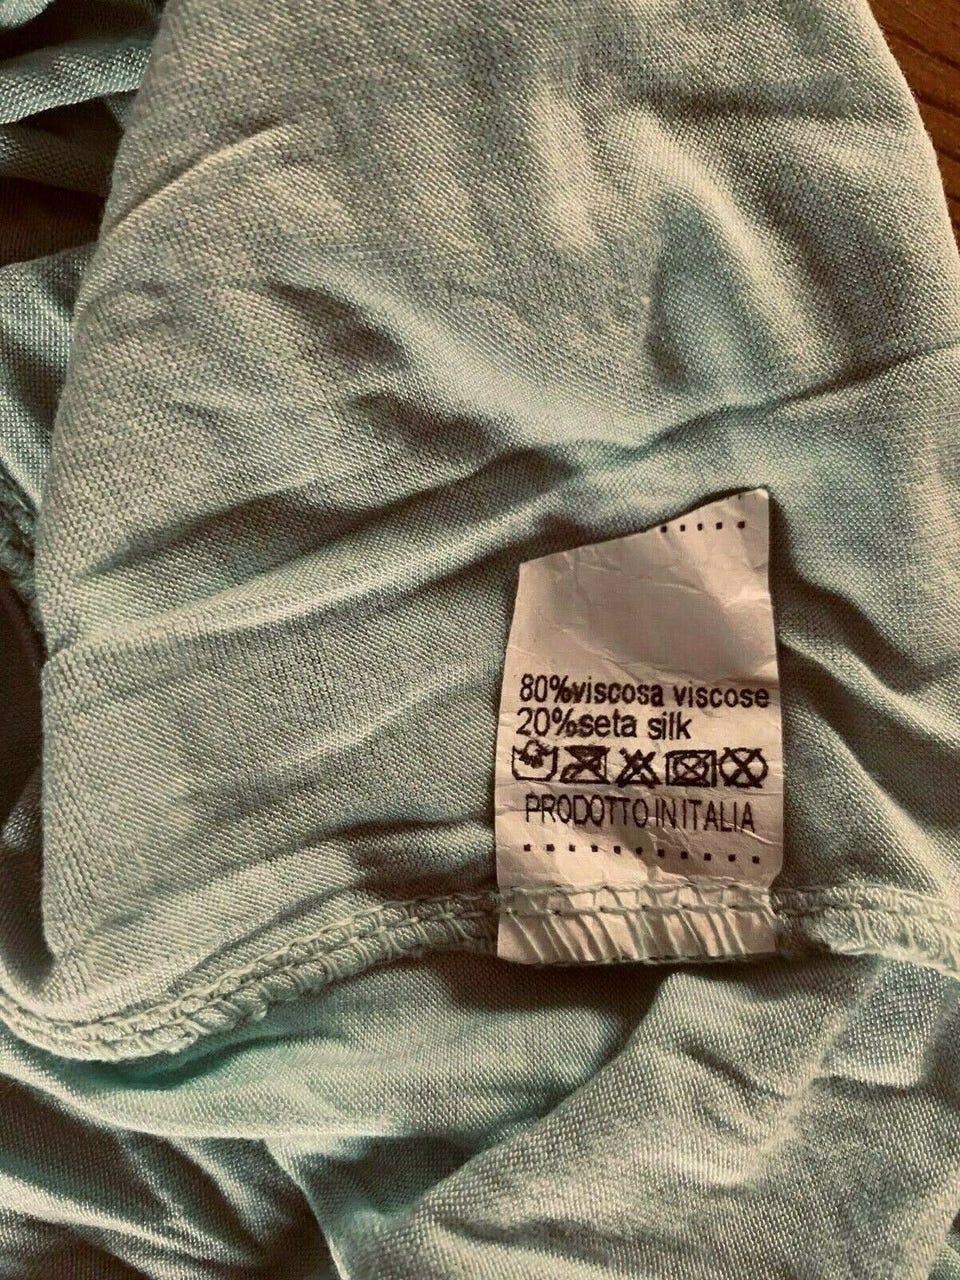 80%viscosa viscose
20%seta silk
PRODOTTO IN ITALIA